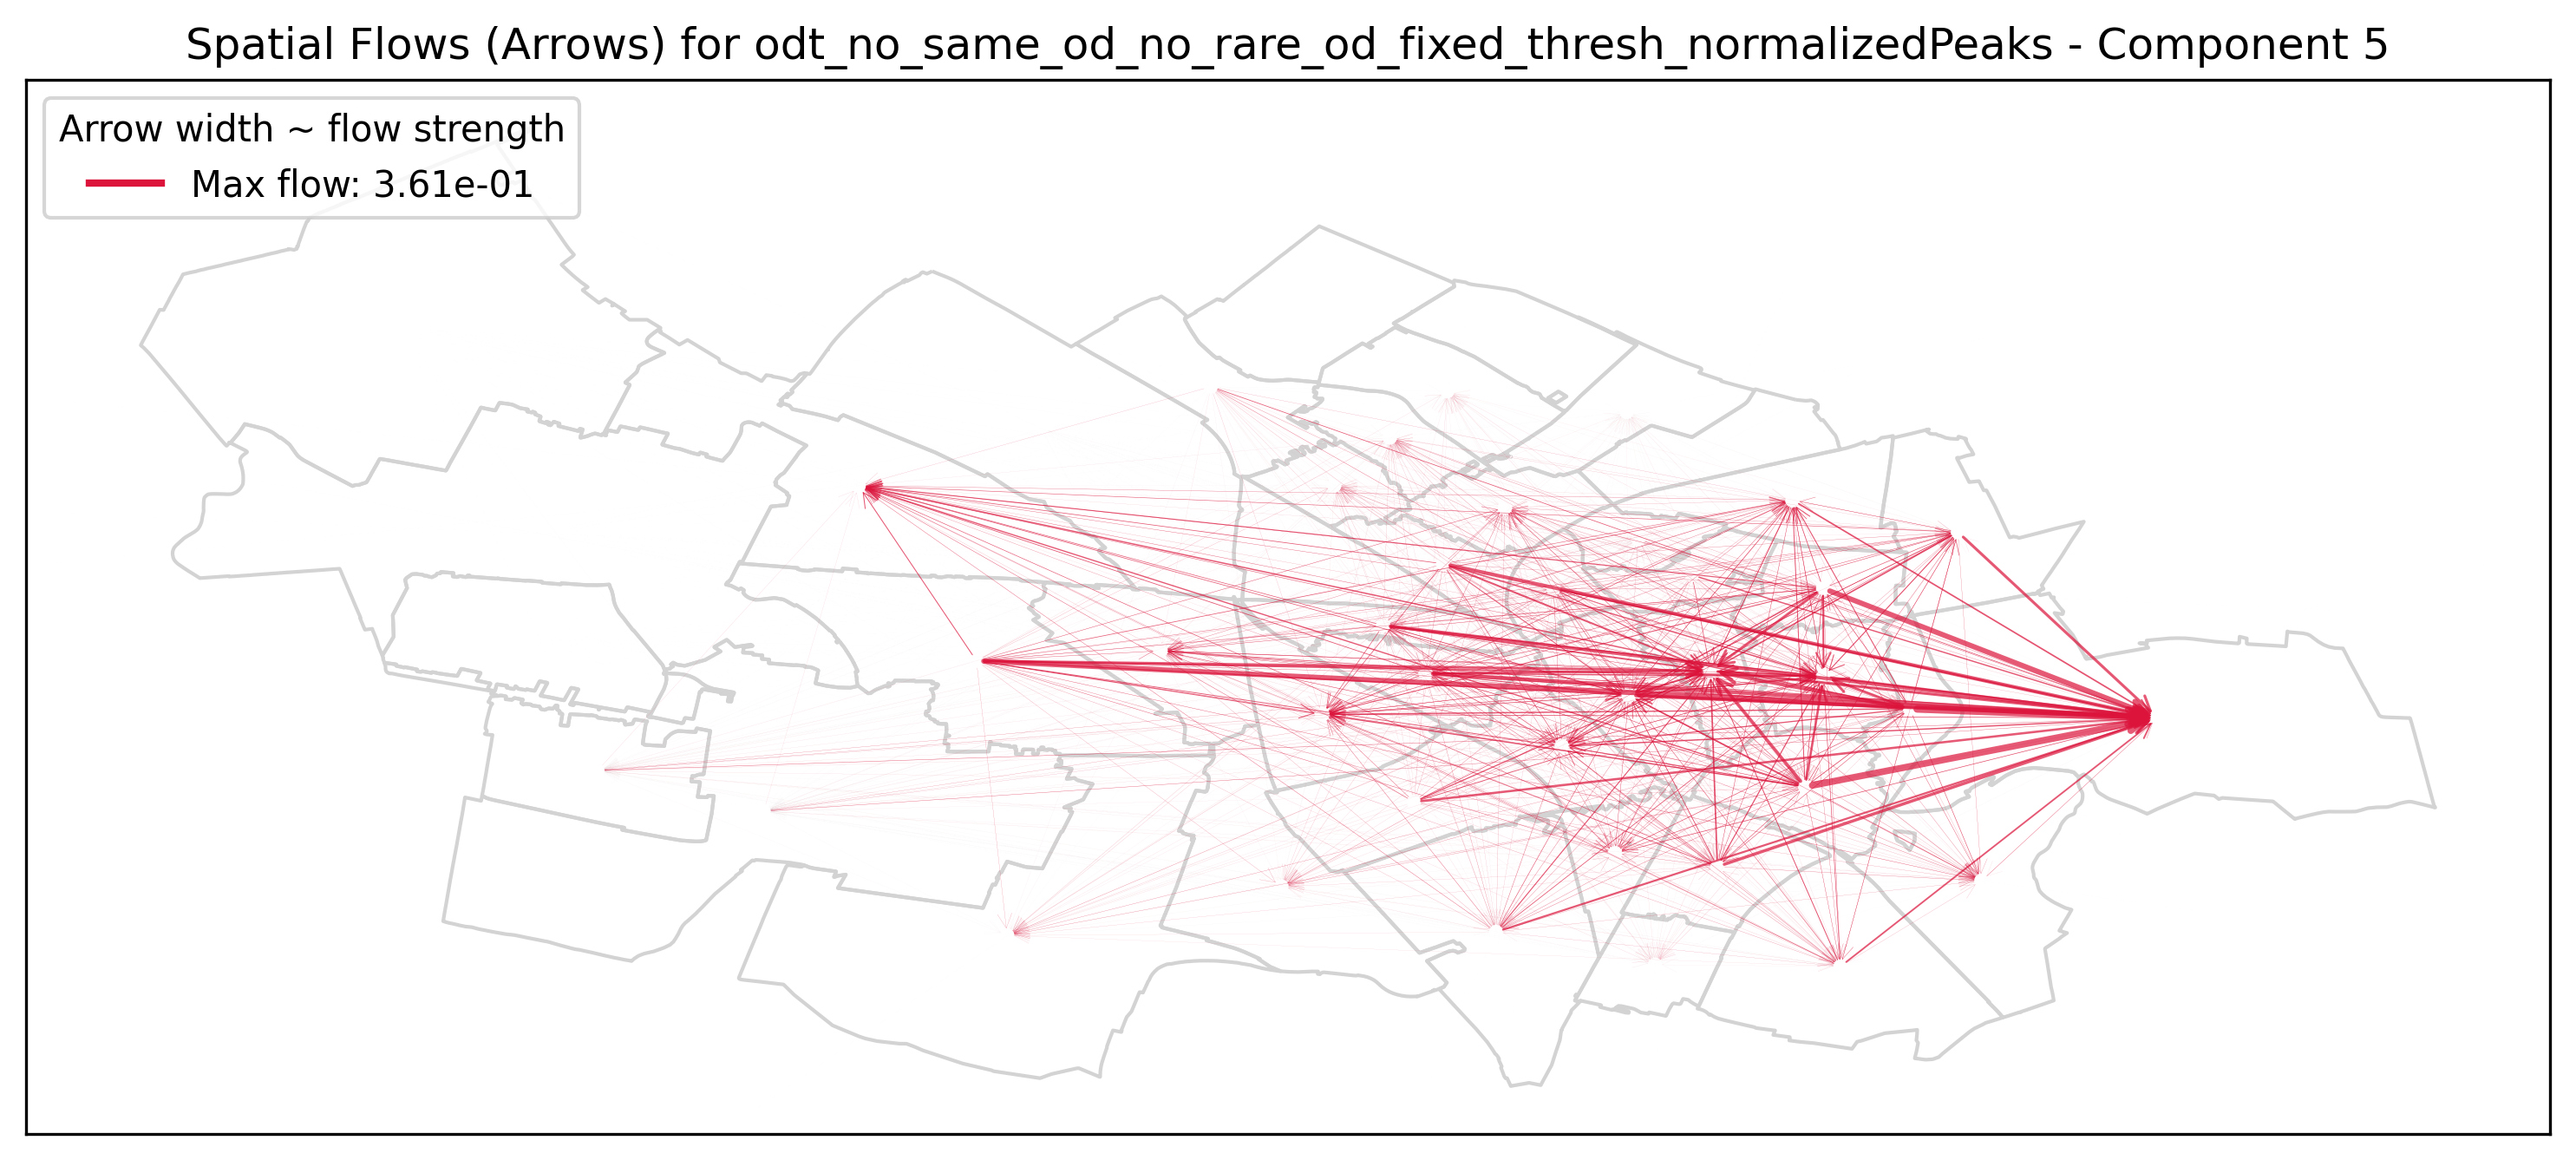 Spatial Flows (Arrows) for odt_no_same_od_no_rare_od_fixed_thresh_normalizedPeaks - Component 5
Arrow width ~ flow strength
Max flow: 3.61e-01